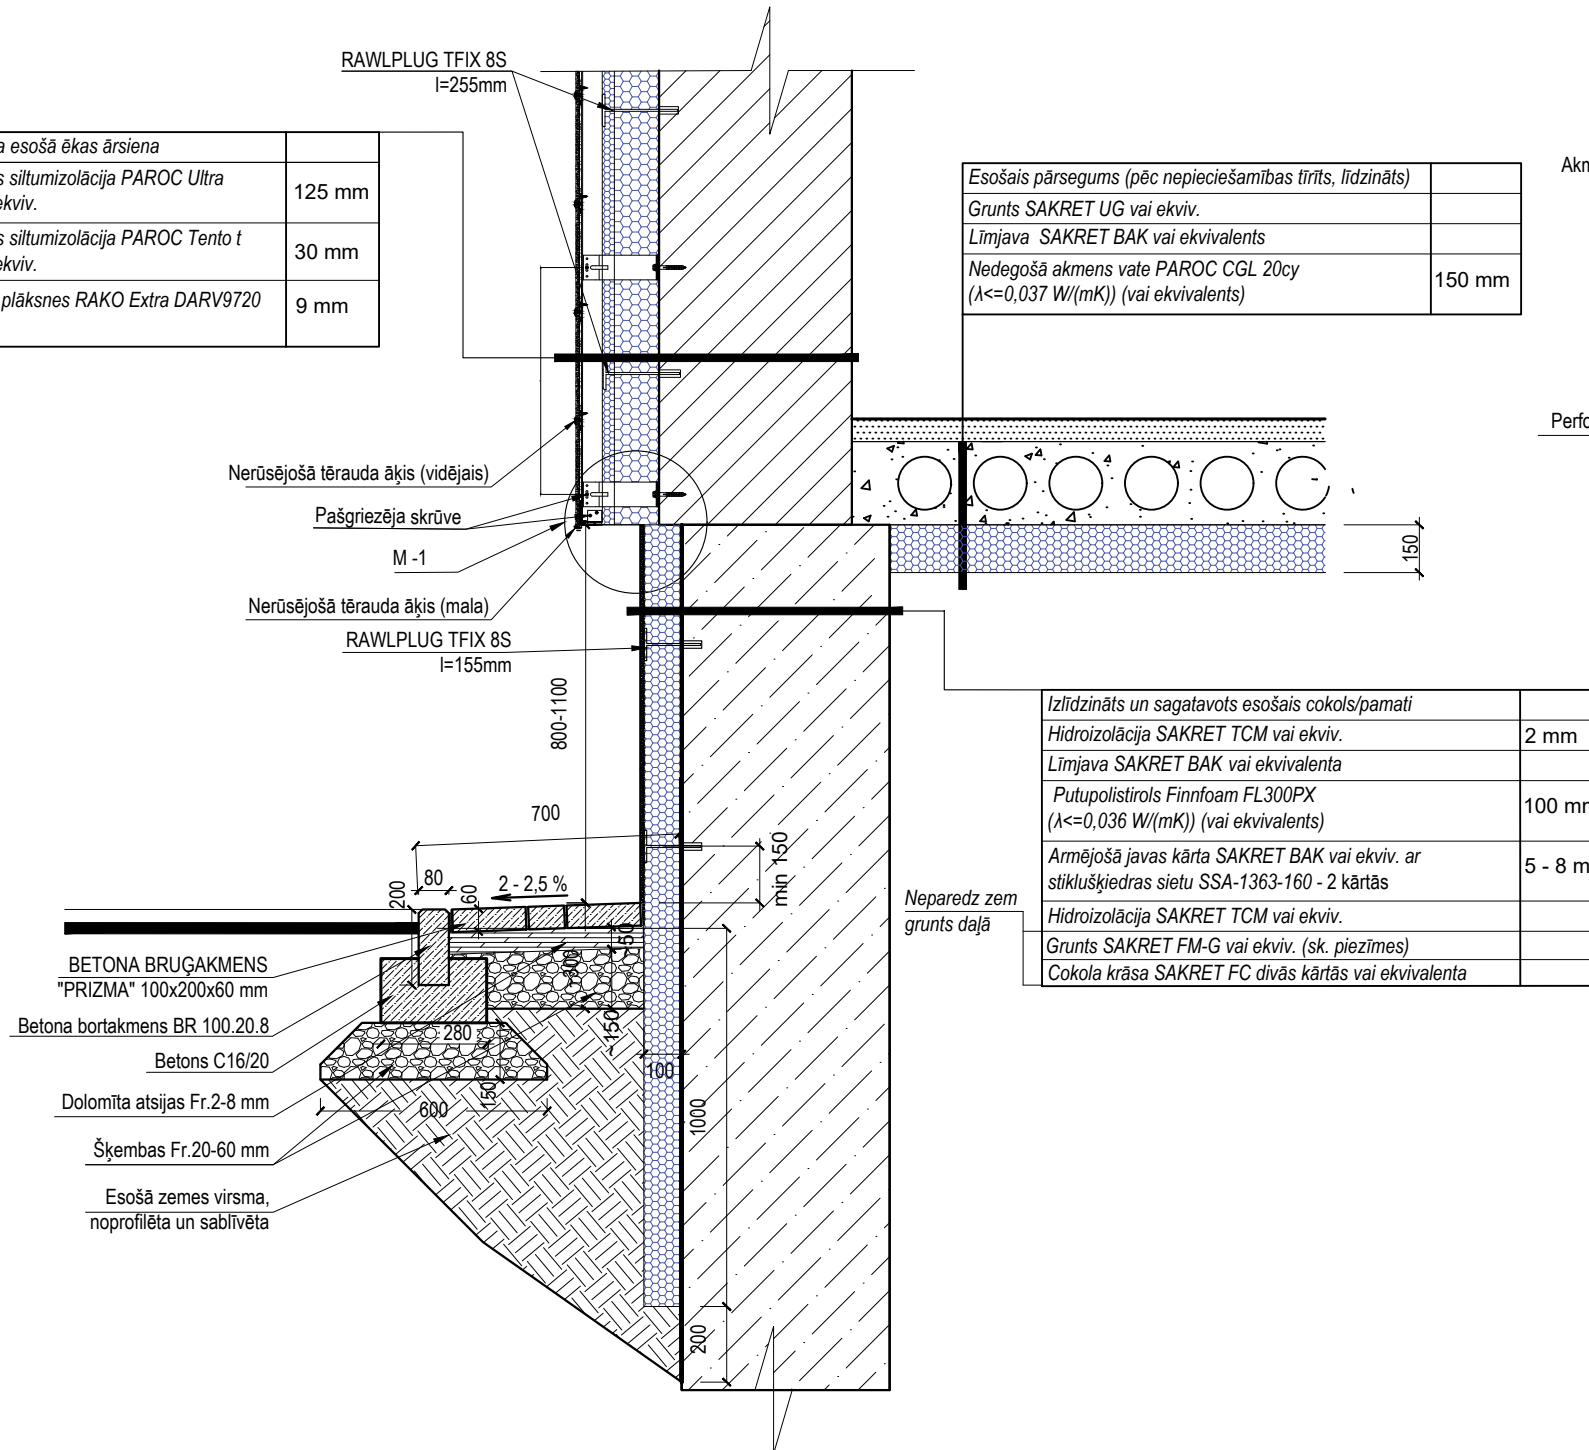 RAWLPLUG TFIX 8S
l=255mm
a esošā ēkas ārsiena
s siltumizolācija PAROC Ultra
ekviv.
125 mm
s siltumizolācija PAROC Tento t
ekviv.
30 mm
plāksnes RAKO Extra DARV9720
9 mm
Esošais pārsegums (pēc nepieciešamības tīrīts, līdzināts)
Grunts SAKRET UG vai ekviv.
Līmjava SAKRET BAK vai ekvivalents
Nedegošā akmens vate PAROC CGL 20cy
(λ<=0,037 W/(mK)) (vai ekvivalents)
150 mm
Akm
Perfo
Nerūsējošā tērauda āķis (vidējais)
Pašgriezēja skrūve
M -1
Nerūsējošā tērauda āķis (mala)
RAWLPLUG TFIX 8S
l=155mm
150
800-1100
Izlīdzināts un sagatavots esošais cokols/pamati
Hidroizolācija SAKRET TCM vai ekviv.
2 mm
Līmjava SAKRET BAK vai ekvivalenta
Putupolistirols Finnfoam FL300PX
(λ<=0,036 W/(mK)) (vai ekvivalents)
100 mm
Armējošā javas kārta SAKRET BAK vai ekviv. ar
stiklušķiedras sietu SSA-1363-160 - 2 kārtās
5 - 8 m
Hidroizolācija SAKRET TCM vai ekviv.
Grunts SAKRET FM-G vai ekviv. (sk. piezīmes)
Cokola krāsa SAKRET FC divās kārtās vai ekvivalenta
Neparedz zem
grunts daļā
700
min 150
200
80
60
2 - 2,5 %
~50
~300
~150
100
1000
200
280
150
600
BETONA BRUĢAKMENS
"PRIZMA" 100x200x60 mm
Betona bortakmens BR 100.20.8
Betons C16/20
Dolomīta atsijas Fr.2-8 mm
Šķembas Fr.20-60 mm
Esošā zemes virsma,
noprofilēta un sablīvēta